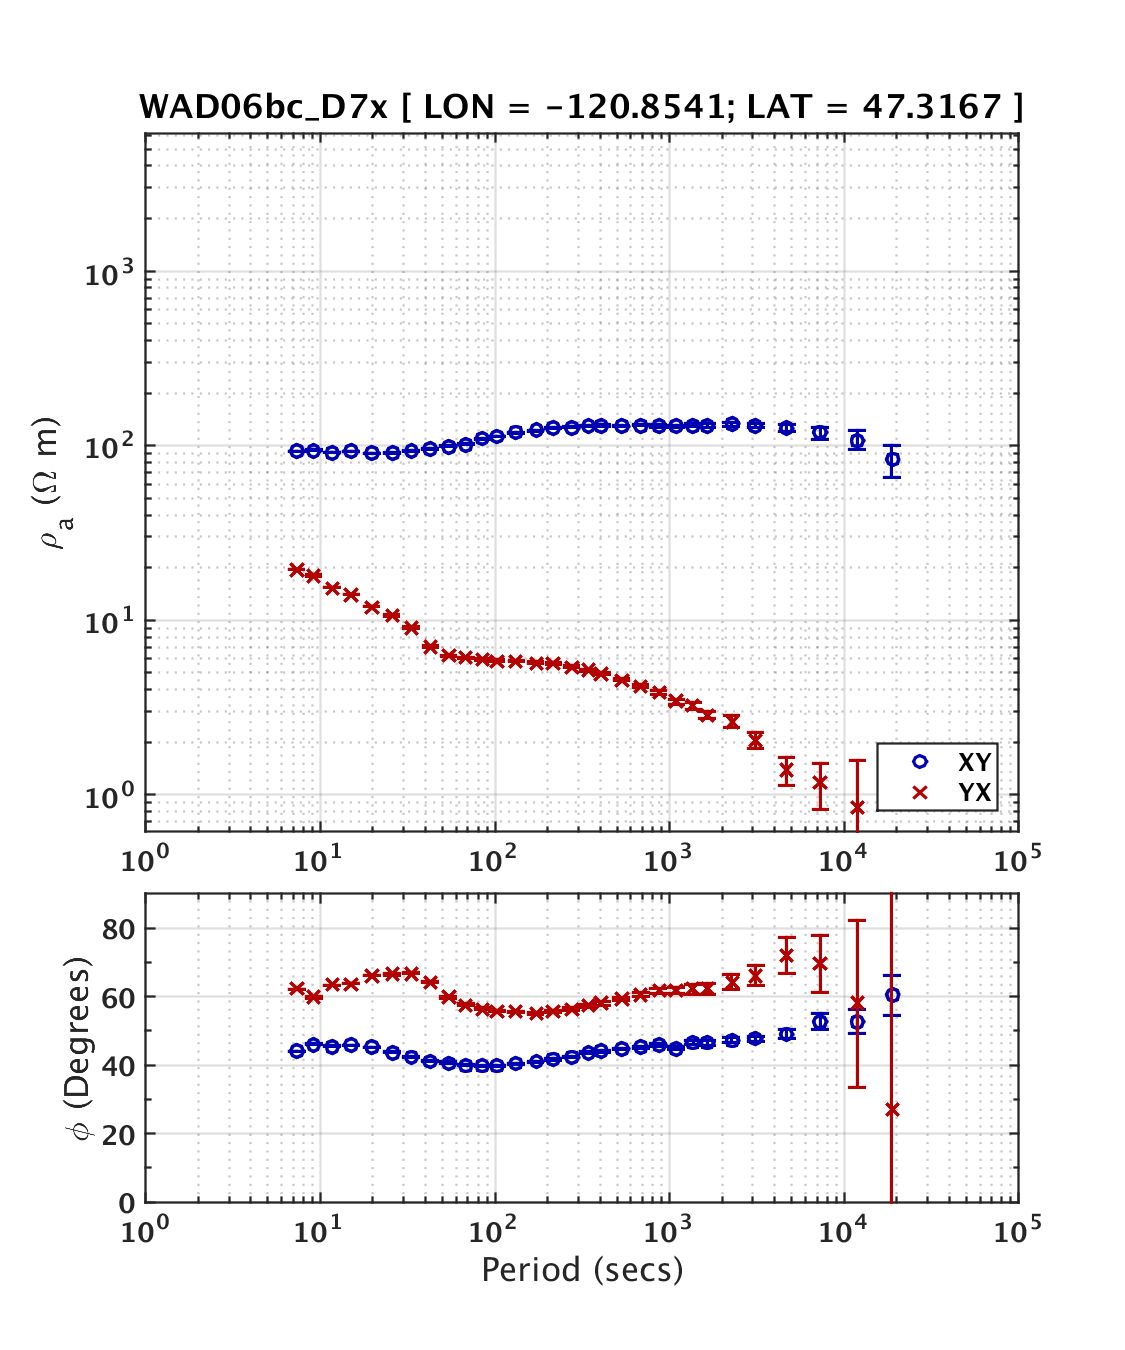 WAD06bc_D7x [ LON = -120.8541; LAT = 47.3167 ]
10³
10²
10¹
10⁰
ρₐ (Ω m)
XY
YX
10⁰ 10¹ 10² 10³ 10⁴ 10⁵
80
60
40
20
0
ϕ (Degrees)
10⁰ 10¹ 10² 10³ 10⁴ 10⁵
Period (secs)